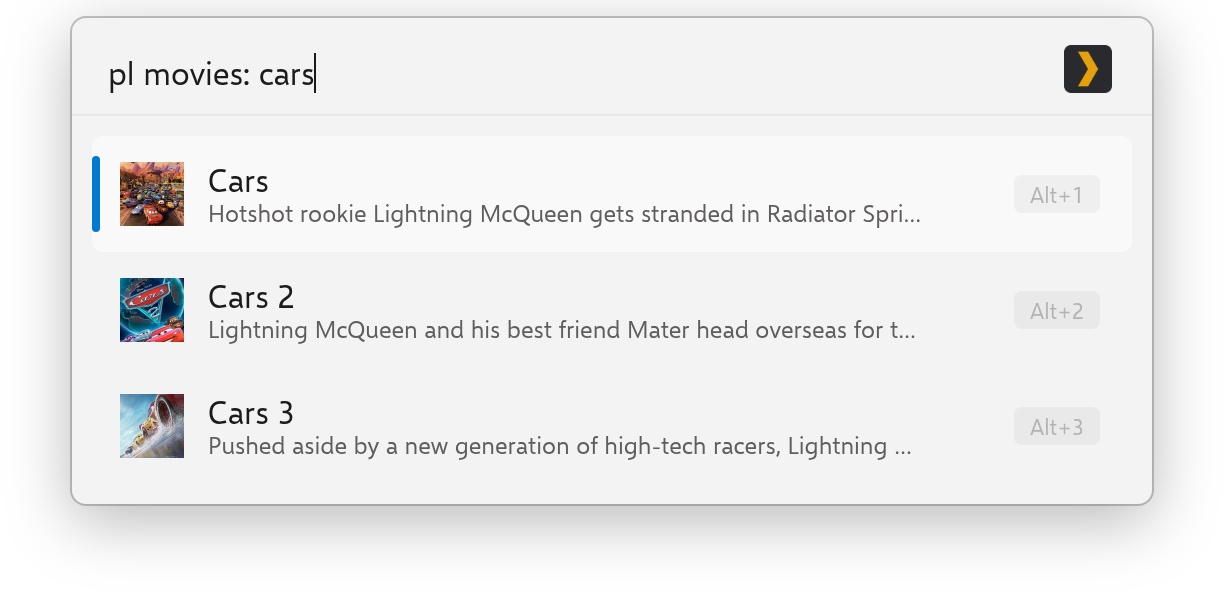 pl movies: cars
Cars
Hotshot rookie Lightning McQueen gets stranded in Radiator Spri...
Alt+1
Cars 2
Lightning McQueen and his best friend Mater head overseas for t...
Alt+2
Cars 3
Pushed aside by a new generation of high-tech racers, Lightning ...
Alt+3